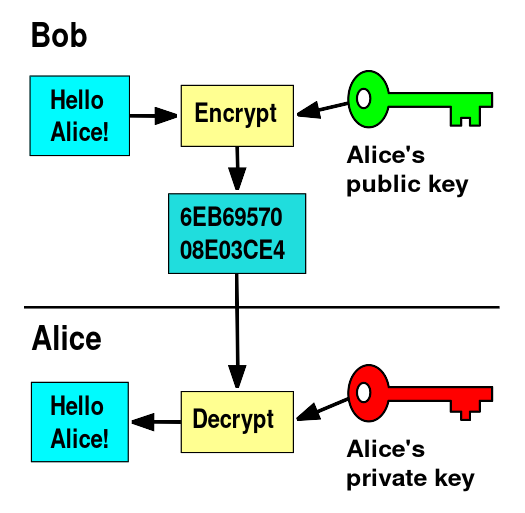 Bob
Hello
Alice!
Encrypt
Alice's
public key
6EB69570
08E03CE4
Alice
Hello
Alice!
Decrypt
Alice's
private key